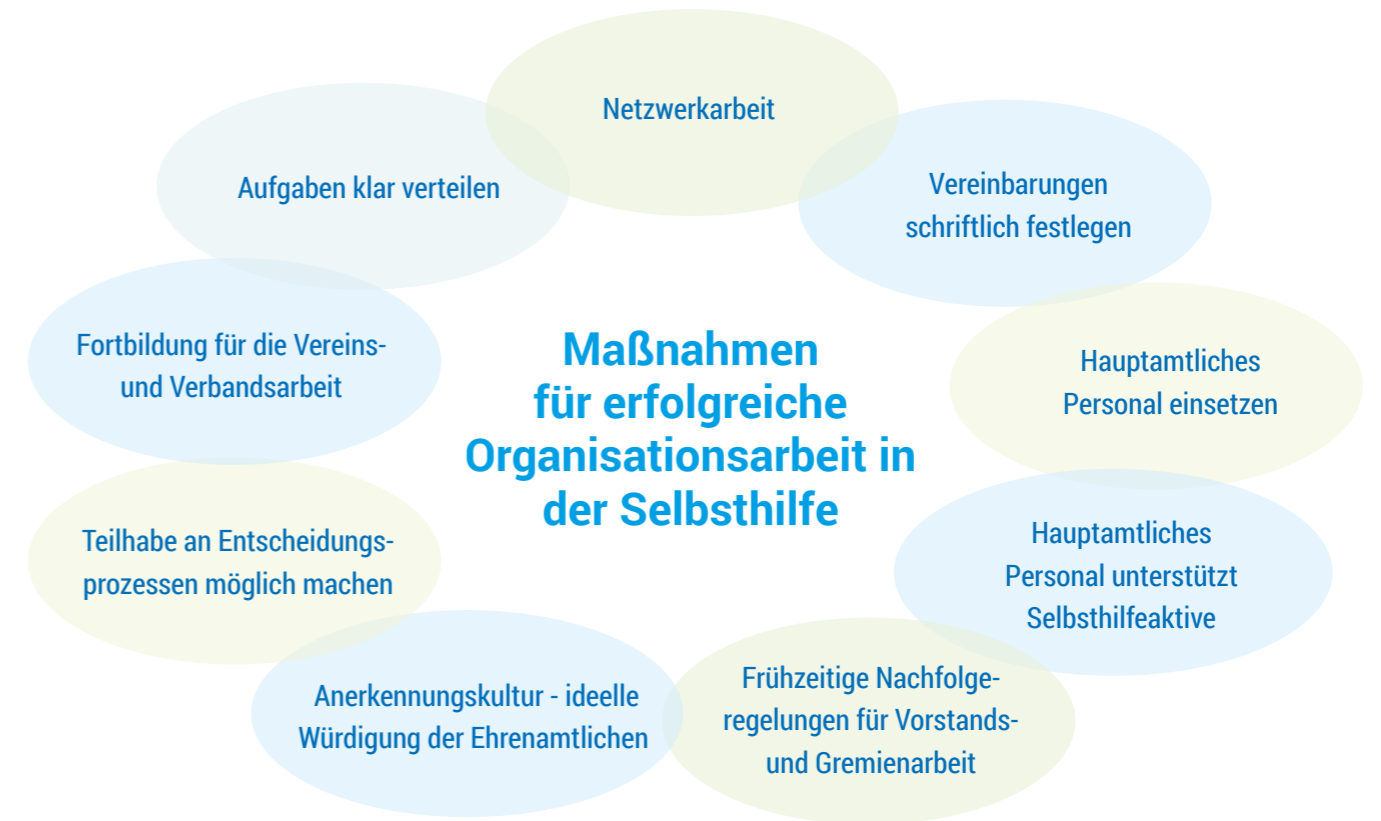 Netzwerkarbeit
Aufgaben klar verteilen
Vereinbarungen
schriftlich festlegen
Fortbildung für die Vereins-
und Verbandsarbeit
Maßnahmen
für erfolgreiche
Organisationsarbeit in
der Selbsthilfe
Hauptamtliches
Personal einsetzen
Teilhabe an Entscheidungs-
prozessen möglich machen
Hauptamtliches
Personal unterstützt
Selbsthilfeaktive
Anerkennungskultur - ideelle
Würdigung der Ehrenamtlichen
Frühzeitige Nachfolge-
regelungen für Vorstands-
und Gremienarbeit